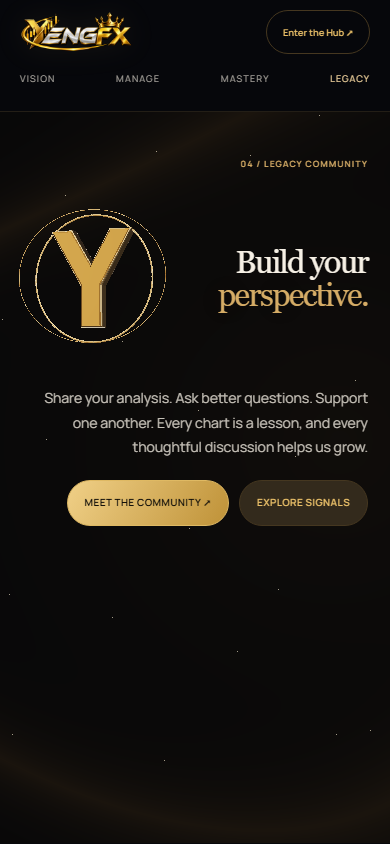 YENGFX
Enter the Hub ↗
VISION MANAGE MASTERY LEGACY
04 / LEGACY COMMUNITY
Y
Build your
perspective.
Share your analysis. Ask better questions. Support
one another. Every chart is a lesson, and every
thoughtful discussion helps us grow.
MEET THE COMMUNITY ↗ EXPLORE SIGNALS